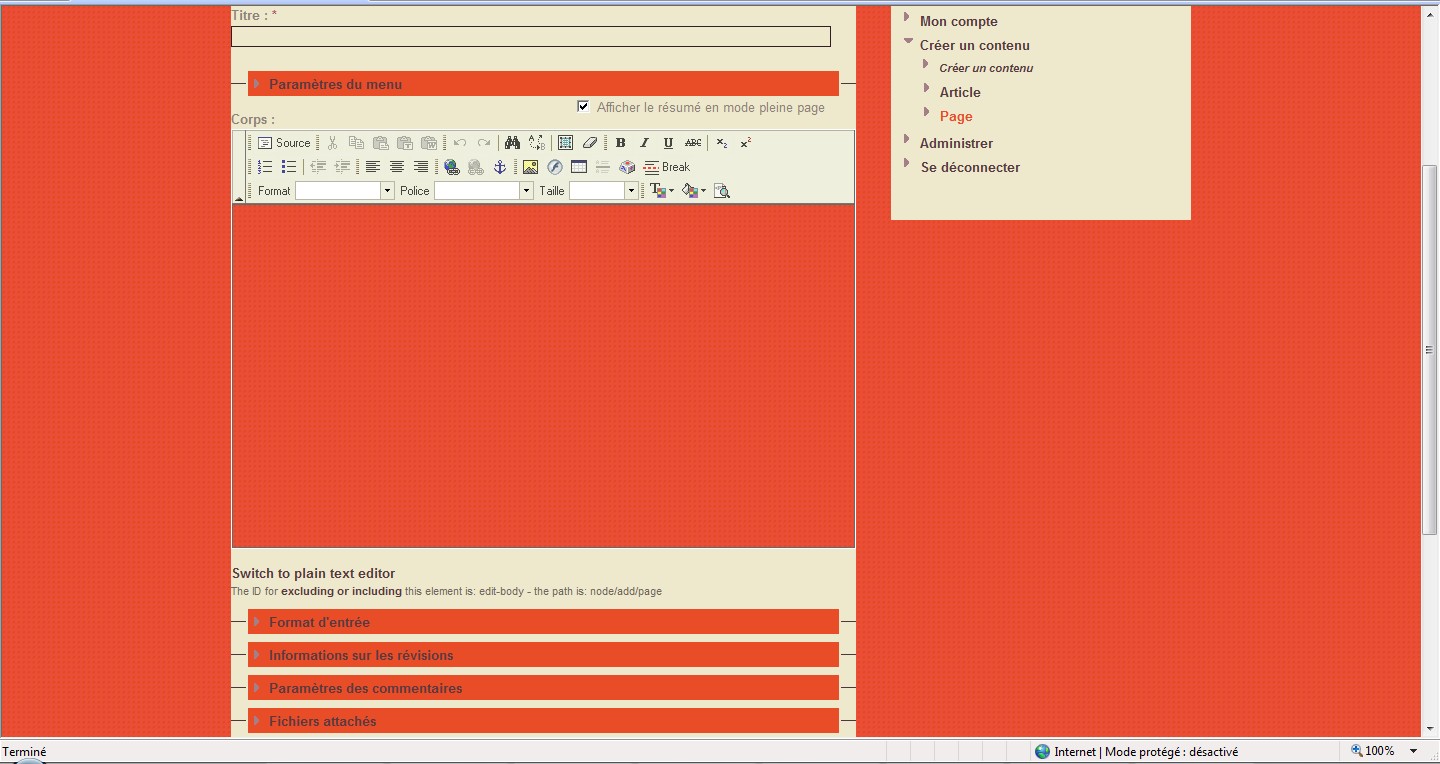 Titre : *
Paramètres du menu
Afficher le résumé en mode pleine page
Corps :
Source B I U ABC x₂ x²
Break
Format Police Taille
Switch to plain text editor
The ID for excluding or including this element is: edit-body - the path is: node/add/page
Format d'entrée
Informations sur les révisions
Paramètres des commentaires
Fichiers attachés
Mon compte
Créer un contenu
Créer un contenu
Article
Page
Administrer
Se déconnecter
Terminé
Internet | Mode protégé : désactivé
100%